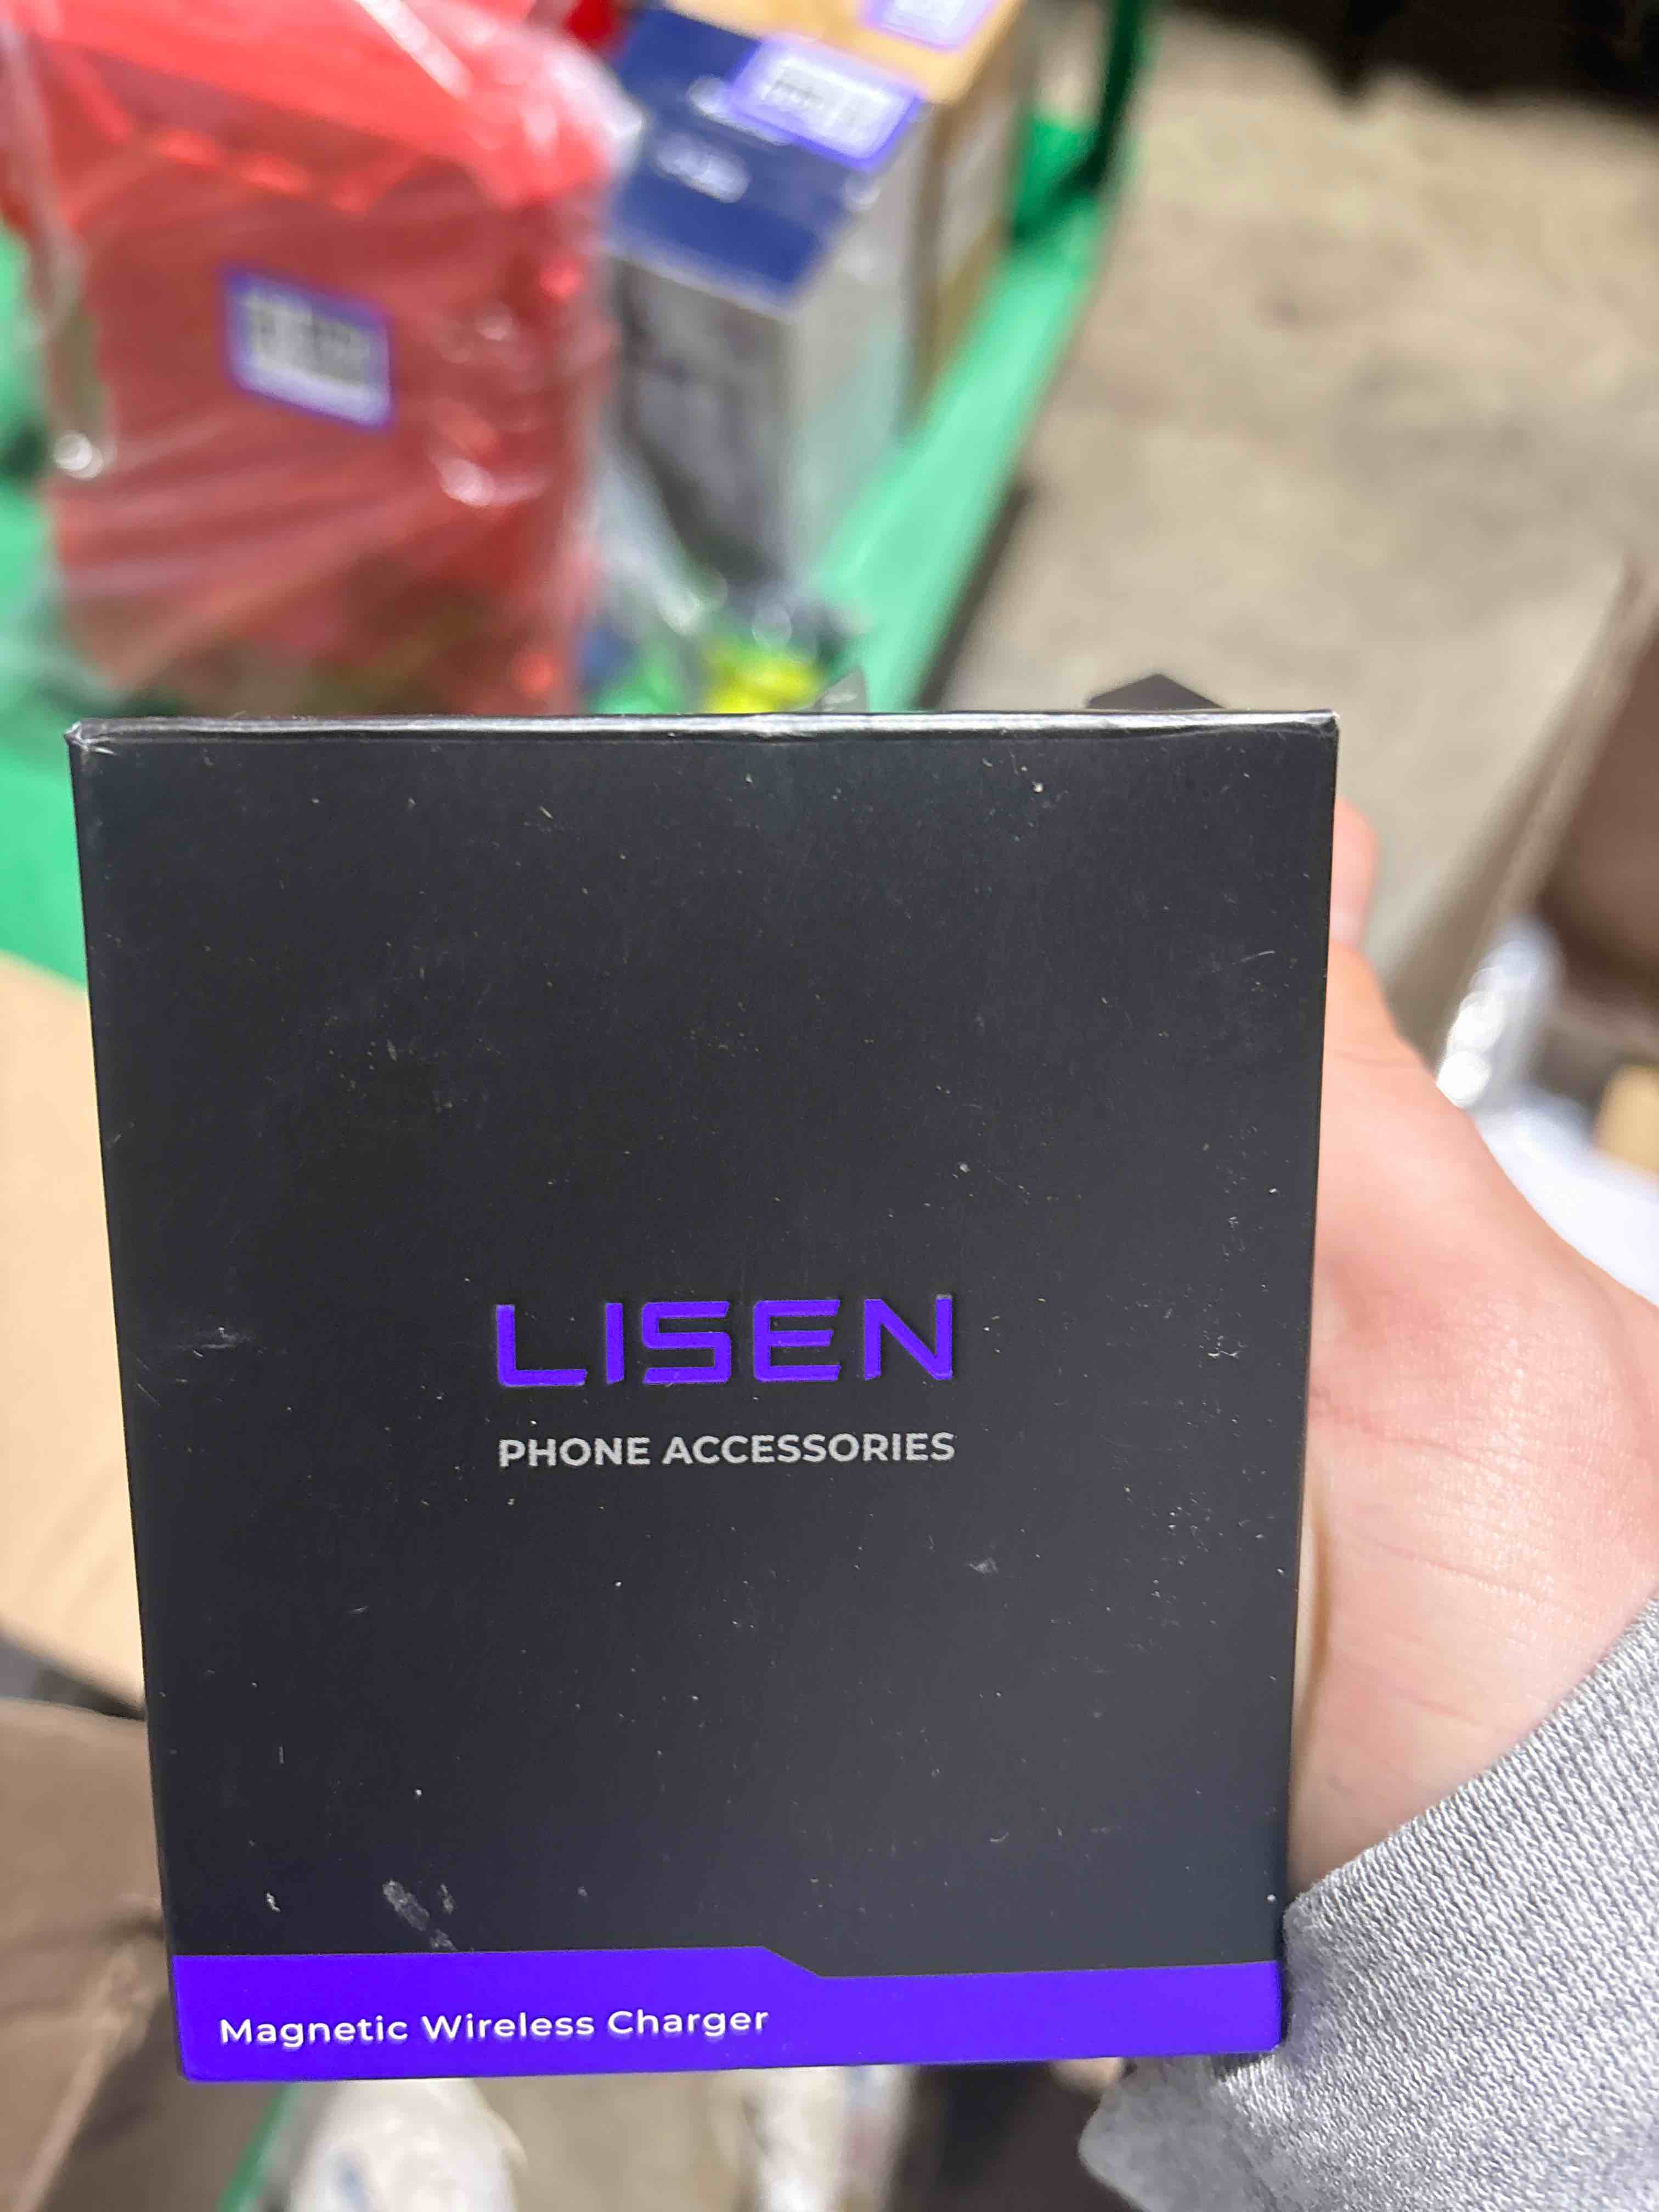 LISEN
PHONE ACCESSORIES
Magnetic Wireless Charger